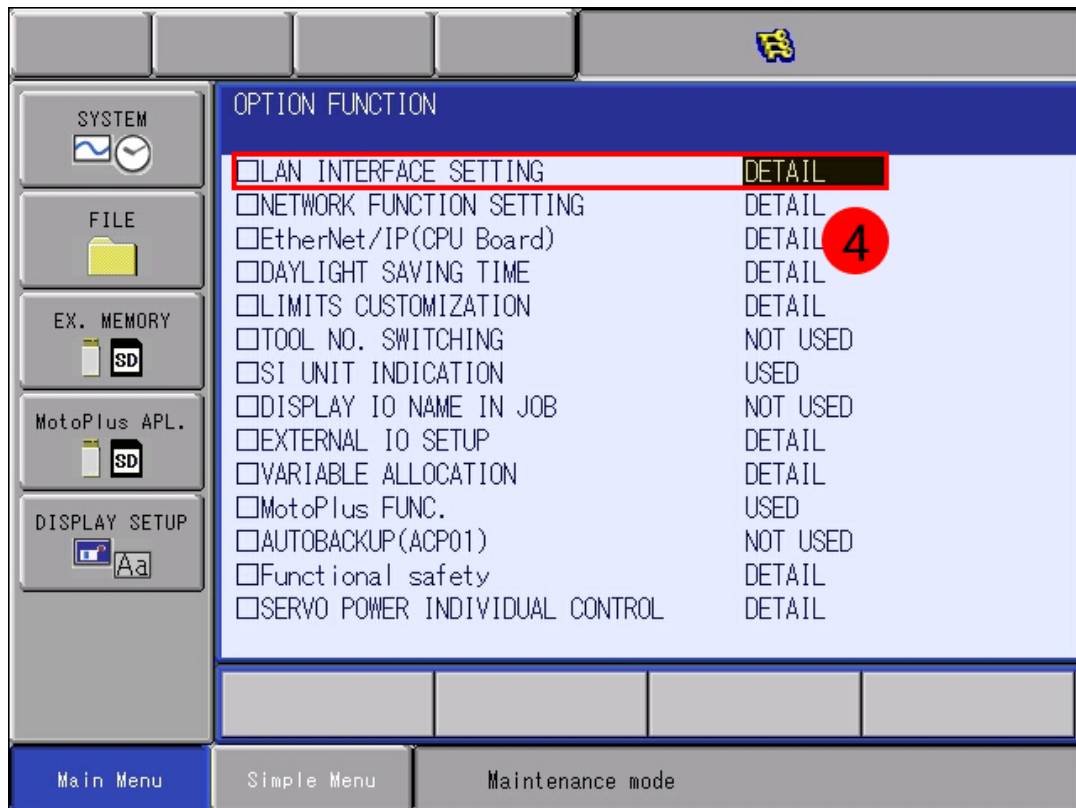 OPTION FUNCTION
SYSTEM
FILE
EX. MEMORY
SD
MotoPlus APL.
SD
DISPLAY SETUP
Aa
□LAN INTERFACE SETTING DETAIL
□NETWORK FUNCTION SETTING DETAIL
□EtherNet/IP(CPU Board) DETAIL
4
□DAYLIGHT SAVING TIME DETAIL
□LIMITS CUSTOMIZATION DETAIL
□TOOL NO. SWITCHING NOT USED
□SI UNIT INDICATION USED
□DISPLAY IO NAME IN JOB NOT USED
□EXTERNAL IO SETUP DETAIL
□VARIABLE ALLOCATION DETAIL
□MotoPlus FUNC. USED
□AUTOBACKUP(ACP01) NOT USED
□Functional safety DETAIL
□SERVO POWER INDIVIDUAL CONTROL DETAIL
Main Menu
Simple Menu
Maintenance mode